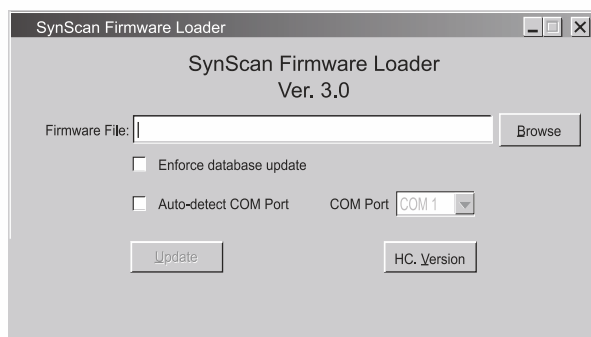 SynScan Firmware Loader
SynScan Firmware Loader
Ver. 3.0
Firmware File:
Browse
Enforce database update
Auto-detect COM Port COM Port COM 1
Update HC. Version